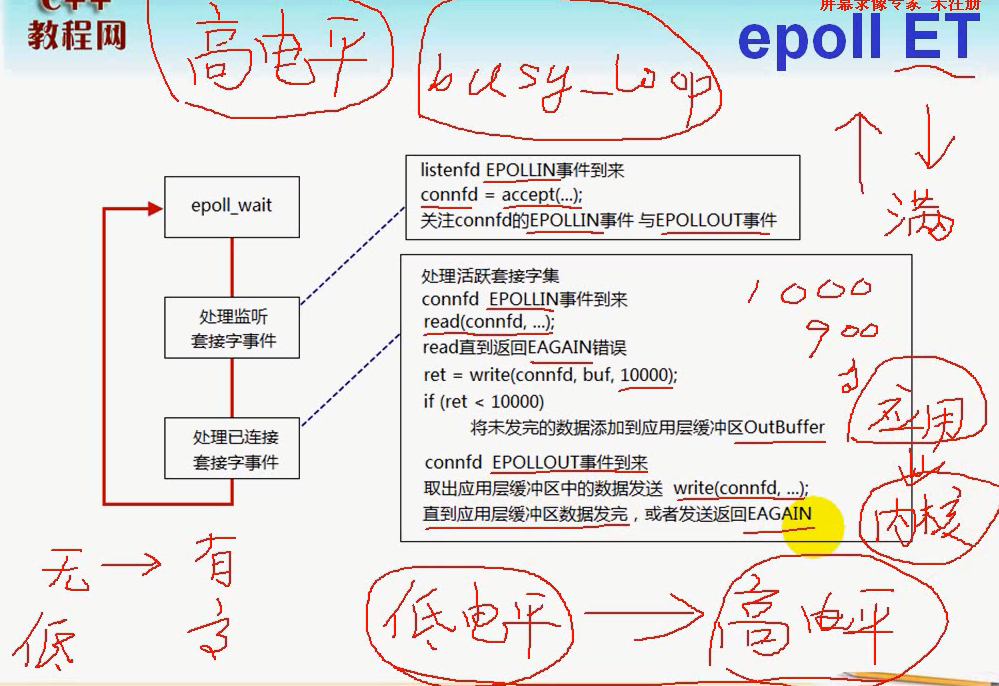 C++
教程网
屏幕录像专家 未注册
epoll ET
高电平
busy_loop
满
listenfd EPOLLIN事件到来
connfd = accept(...);
关注connfd的EPOLLIN事件 与EPOLLOUT事件
epoll_wait
处理监听
套接字事件
处理已连接
套接字事件
处理活跃套接字集
connfd EPOLLIN事件到来
read(connfd, ...);
read直到返回EAGAIN错误
ret = write(connfd, buf, 10000);
if (ret < 10000)
将未发完的数据添加到应用层缓冲区OutBuffer
connfd EPOLLOUT事件到来
取出应用层缓冲区中的数据发送 write(connfd, ...);
直到应用层缓冲区数据发完，或者发送返回EAGAIN
1000
900
应用
内核
无 → 有
低 高
低电平 → 高电平